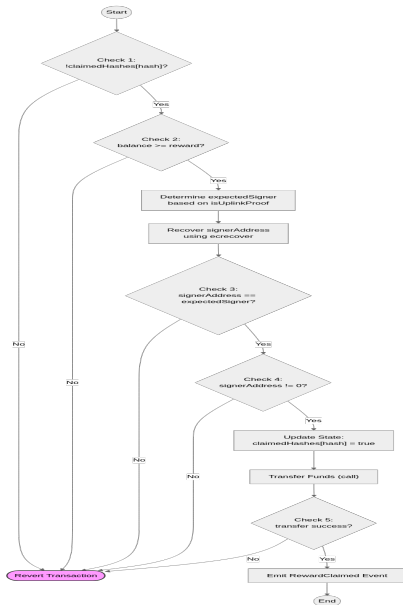 Start
Check 1:
!claimedHashes[hash]?
Yes
Check 2:
balance >= reward?
Yes
Determine expectedSigner
based on isUplinkProof
Recover signerAddress
using ecrecover
Check 3:
signerAddress ==
expectedSigner?
No
Yes
No
Check 4:
signerAddress != 0?
Yes
Update State:
claimedHashes[hash] = true
No
No
Transfer Funds (call)
Check 5:
transfer success?
No
Yes
Revert Transaction
Emit RewardClaimed Event
End